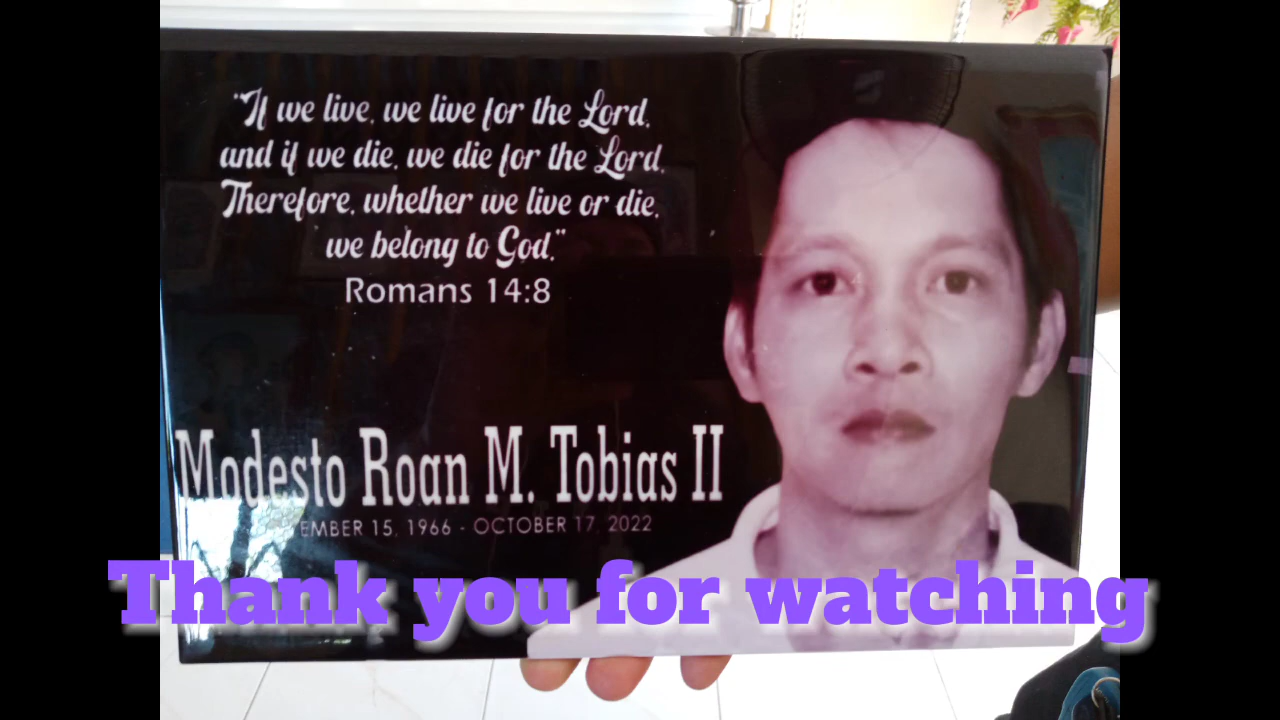 "If we live, we live for the Lord,
and if we die, we die for the Lord,
Therefore, whether we live or die,
we belong to God."
Romans 14:8
Modesto Roan M. Tobias II
EMBER 15, 1966 - OCTOBER 17, 2022
Thank you for watching